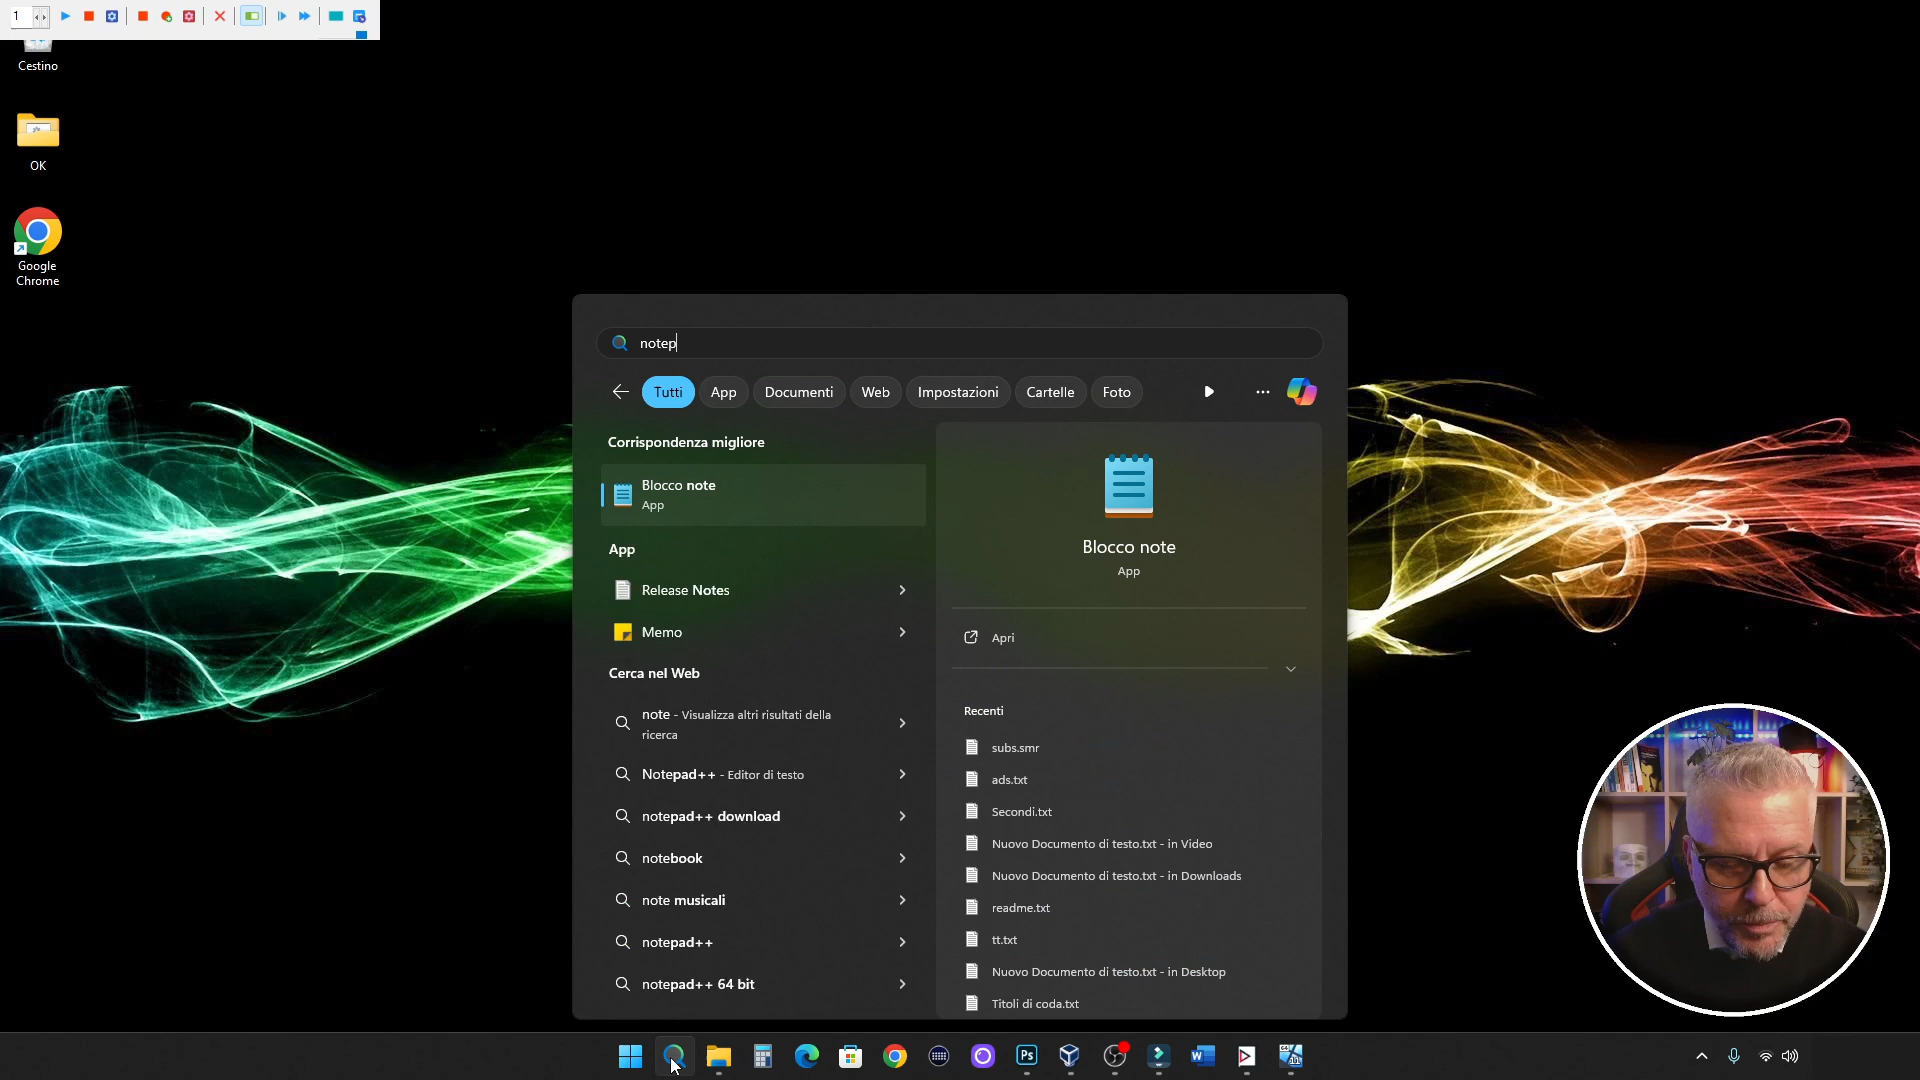 1
Cestino
OK
Google
Chrome
notep
Tutti
App
Documenti
Web
Impostazioni
Cartelle
Foto
Corrispondenza migliore
Blocco note
App
App
Release Notes
Memo
Cerca nel Web
note - Visualizza altri risultati della
ricerca
Notepad++ - Editor di testo
notepad++ download
notebook
note musicali
notepad++
notepad++ 64 bit
Blocco note
App
Apri
Recenti
subs.smr
ads.txt
Secondi.txt
Nuovo Documento di testo.txt - in Video
Nuovo Documento di testo.txt - in Downloads
readme.txt
tt.txt
Nuovo Documento di testo.txt - in Desktop
Titoli di coda.txt
Ps
W